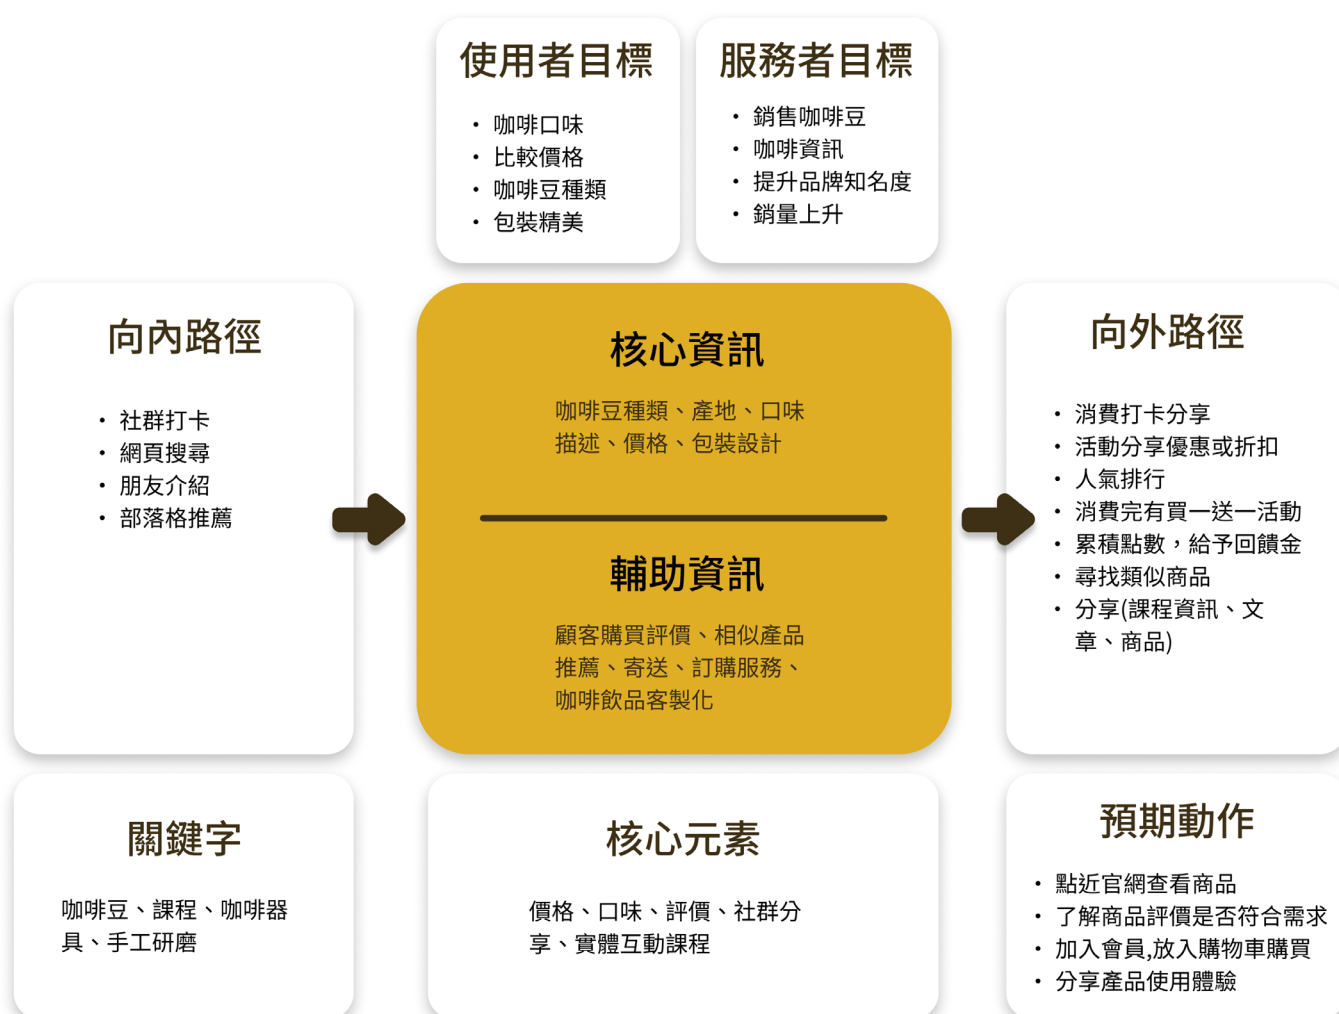 使用者目標
• 咖啡口味
• 比較價格
• 咖啡豆種類
• 包裝精美
服務者目標
• 銷售咖啡豆
• 咖啡資訊
• 提升品牌知名度
• 銷量上升
向內路徑
• 社群打卡
• 網頁搜尋
• 朋友介紹
• 部落格推薦
核心資訊
咖啡豆種類、產地、口味
描述、價格、包裝設計
輔助資訊
顧客購買評價、相似產品
推薦、寄送、訂購服務、
咖啡飲品客製化
向外路徑
• 消費打卡分享
• 活動分享優惠或折扣
• 人氣排行
• 消費完有買一送一活動
• 累積點數，給予回饋金
• 尋找類似商品
• 分享(課程資訊、文
章、商品)
關鍵字
咖啡豆、課程、咖啡器
具、手工研磨
核心元素
價格、口味、評價、社群分
享、實體互動課程
預期動作
• 點近官網查看商品
• 了解商品評價是否符合需求
• 加入會員,放入購物車購買
• 分享產品使用體驗